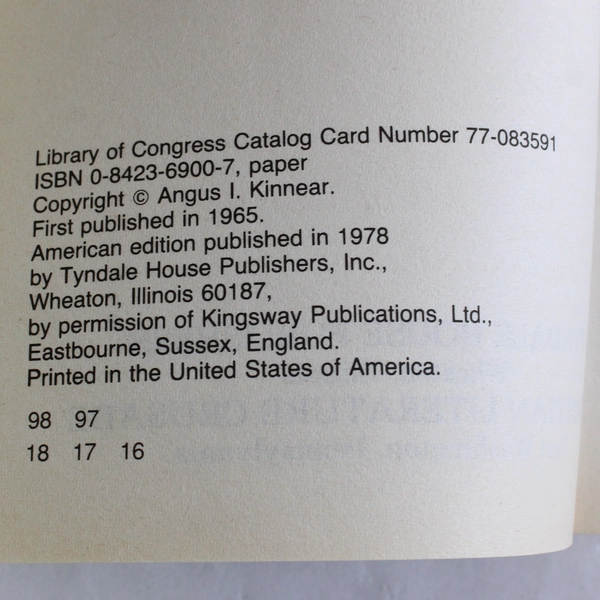 Library of Congress Catalog Card Number 77-083591
ISBN 0-8423-6900-7, paper
Copyright © Angus I. Kinnear.
First published in 1965.
American edition published in 1978
by Tyndale House Publishers, Inc.,
Wheaton, Illinois 60187,
by permission of Kingsway Publications, Ltd.,
Eastbourne, Sussex, England.
Printed in the United States of America.
98 97
18 17 16